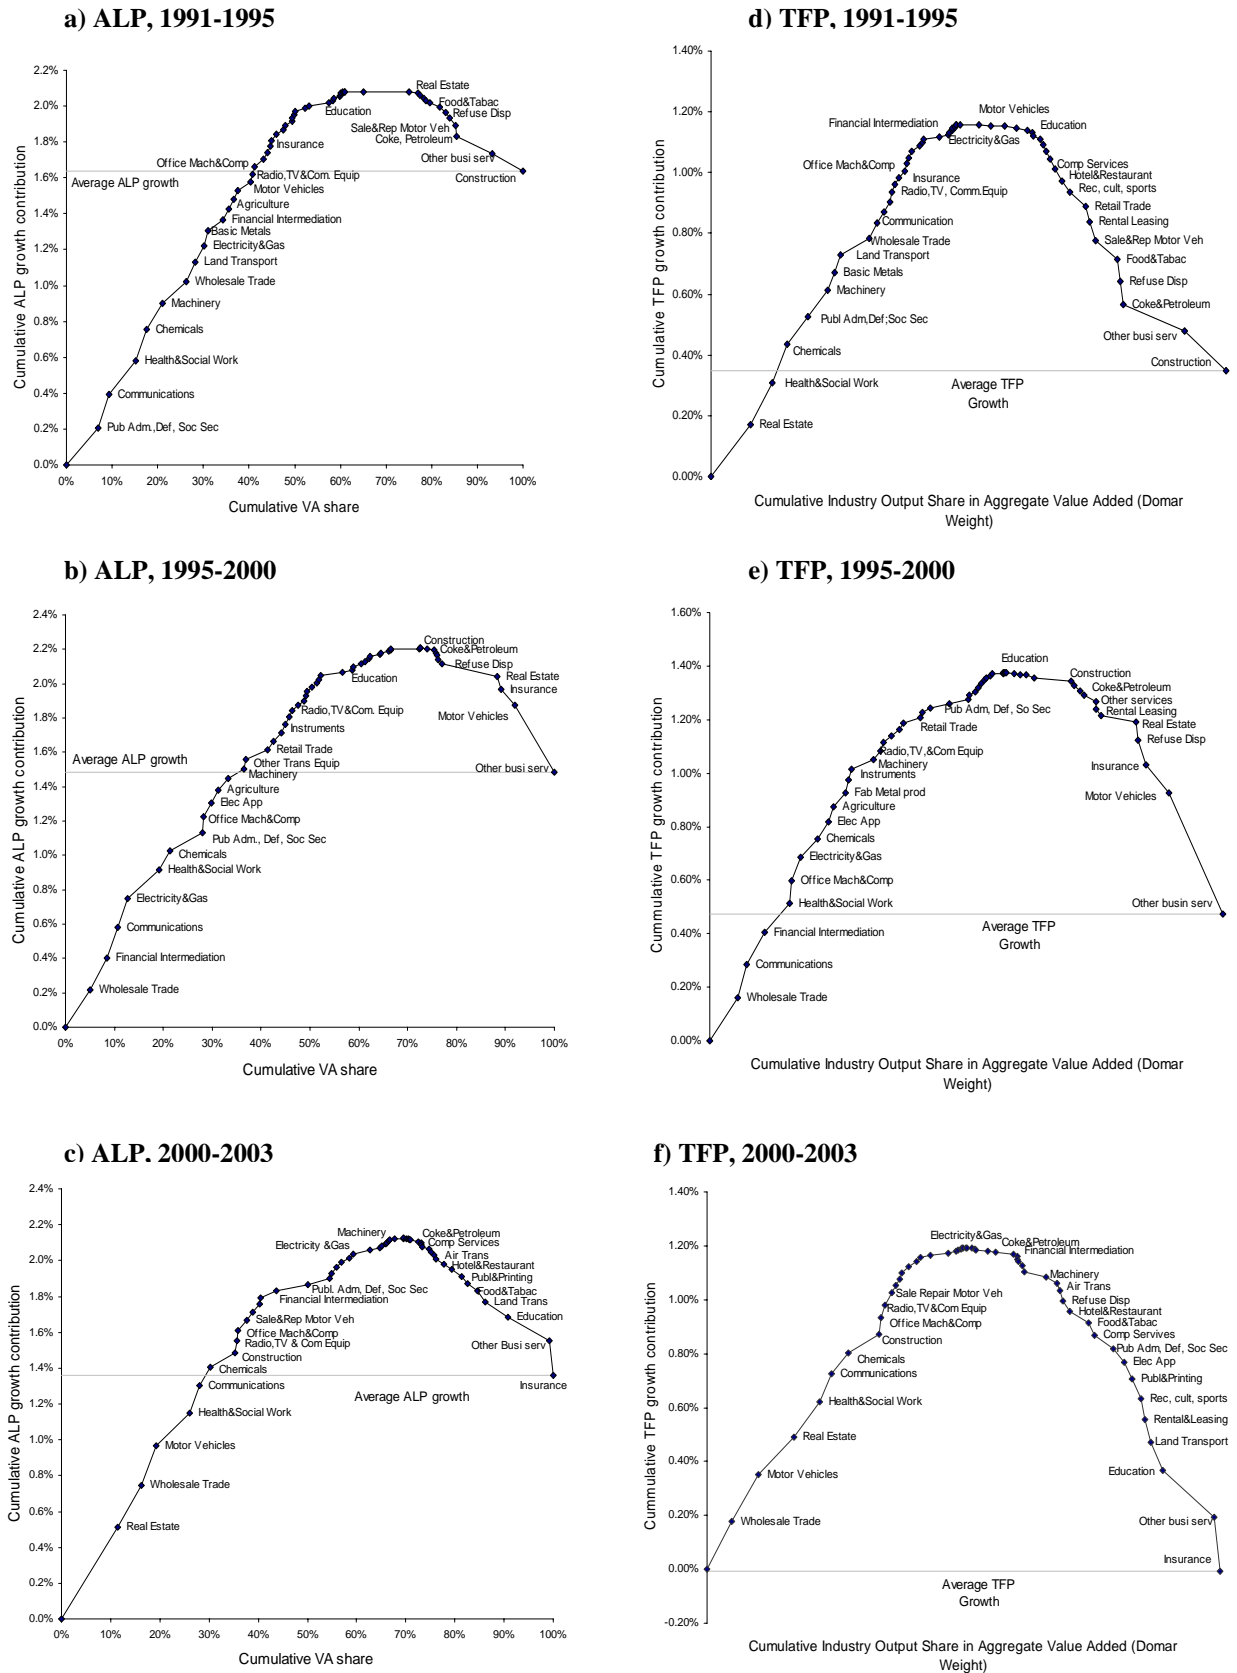 a) ALP, 1991-1995
2.2%
2.0%
1.8%
1.6%
1.4%
1.2%
1.0%
0.8%
0.6%
0.4%
0.2%
0.0%
Cumulative ALP growth contribution
Real Estate
Food&Tabac
Education
Refuse Disp
Sale&Rep Motor Veh
Coke, Petroleum
Insurance
Other busi serv
Office Mach&Comp
Construction
Average ALP growth
Radio,TV&Com. Equip
Motor Vehicles
Agriculture
Financial Intermediation
Basic Metals
Electricity&Gas
Land Transport
Wholesale Trade
Machinery
Chemicals
Health&Social Work
Communications
Pub Adm.,Def, Soc Sec
0% 10% 20% 30% 40% 50% 60% 70% 80% 90% 100%
Cumulative VA share
d) TFP, 1991-1995
1.40%
1.20%
1.00%
0.80%
0.60%
0.40%
0.20%
0.00%
Cumulative TFP growth contribution
Motor Vehicles
Financial Intermediation
Education
Electricity&Gas
Office Mach&Comp
Comp Services
Insurance
Hotel&Restaurant
Radio,TV, Comm.Equip
Rec, cult, sports
Retail Trade
Communication
Rental Leasing
Wholesale Trade
Sale&Rep Motor Veh
Land Transport
Food&Tabac
Basic Metals
Refuse Disp
Machinery
Coke&Petroleum
Publ Adm,Def;Soc Sec
Other busi serv
Chemicals
Construction
Health&Social Work
Average TFP
Growth
Real Estate
Cumulative Industry Output Share in Aggregate Value Added (Domar
Weight)
b) ALP, 1995-2000
2.4%
2.2%
2.0%
1.8%
1.6%
1.4%
1.2%
1.0%
0.8%
0.6%
0.4%
0.2%
0.0%
Cumulative ALP growth contribution
Construction
Coke&Petroleum
Refuse Disp
Education
Real Estate
Insurance
Radio,TV&Com. Equip
Motor Vehicles
Instruments
Retail Trade
Average ALP growth
Other Trans Equip
Other busi serv
Machinery
Agriculture
Elec App
Office Mach&Comp
Pub Adm., Def, Soc Sec
Chemicals
Health&Social Work
Electricity&Gas
Communications
Financial Intermediation
Wholesale Trade
0% 10% 20% 30% 40% 50% 60% 70% 80% 90% 100%
Cumulative VA share
e) TFP, 1995-2000
1.60%
1.40%
1.20%
1.00%
0.80%
0.60%
0.40%
0.20%
0.00%
Cummulative TFP growth contribution
Education
Construction
Coke&Petroleum
Other services
Pub Adm, Def, So Sec
Rental Leasing
Retail Trade
Real Estate
Refuse Disp
Radio,TV,&Com Equip
Machinery
Insurance
Instruments
Fab Metal prod
Motor Vehicles
Agriculture
Elec App
Chemicals
Electricity&Gas
Office Mach&Comp
Health&Social Work
Other busin serv
Average TFP
Growth
Financial Intermediation
Communications
Wholesale Trade
Cumulative Industry Output Share in Aggregate Value Added (Domar
Weight)
c) ALP, 2000-2003
2.4%
2.2%
2.0%
1.8%
1.6%
1.4%
1.2%
1.0%
0.8%
0.6%
0.4%
0.2%
0.0%
Cumulative ALP growth contribution
Machinery
Coke&Petroleum
Comp Services
Electricity &Gas
Air Trans
Hotel&Restaurant
Publ&Printing
Publ. Adm, Def, Soc Sec
Food&Tabac
Financial Intermediation
Land Trans
Sale&Rep Motor Veh
Education
Office Mach&Comp
Radio,TV & Com Equip
Other Busi serv
Construction
Chemicals
Communications
Insurance
Average ALP growth
Health&Social Work
Motor Vehicles
Wholesale Trade
Real Estate
0% 10% 20% 30% 40% 50% 60% 70% 80% 90% 100%
Cumulative VA share
f) TFP, 2000-2003
1.40%
1.20%
1.00%
0.80%
0.60%
0.40%
0.20%
0.00%
-0.20%
Cummulative TFP growth contribution
Electricity&Gas
Coke&Petroleum
Financial Intermediation
Machinery
Air Trans
Sale Repair Motor Veh
Refuse Disp
Radio,TV&Com Equip
Hotel&Restaurant
Office Mach&Comp
Food&Tabac
Construction
Comp Servives
Pub Adm, Def, Soc Sec
Chemicals
Elec App
Communications
Publ&Printing
Health&Social Work
Rec, cult, sports
Rental&Leasing
Real Estate
Land Transport
Motor Vehicles
Education
Wholesale Trade
Other busi serv
Insurance
Average TFP
Growth
Cumulative Industry Output Share in Aggregate Value Added (Domar
Weight)